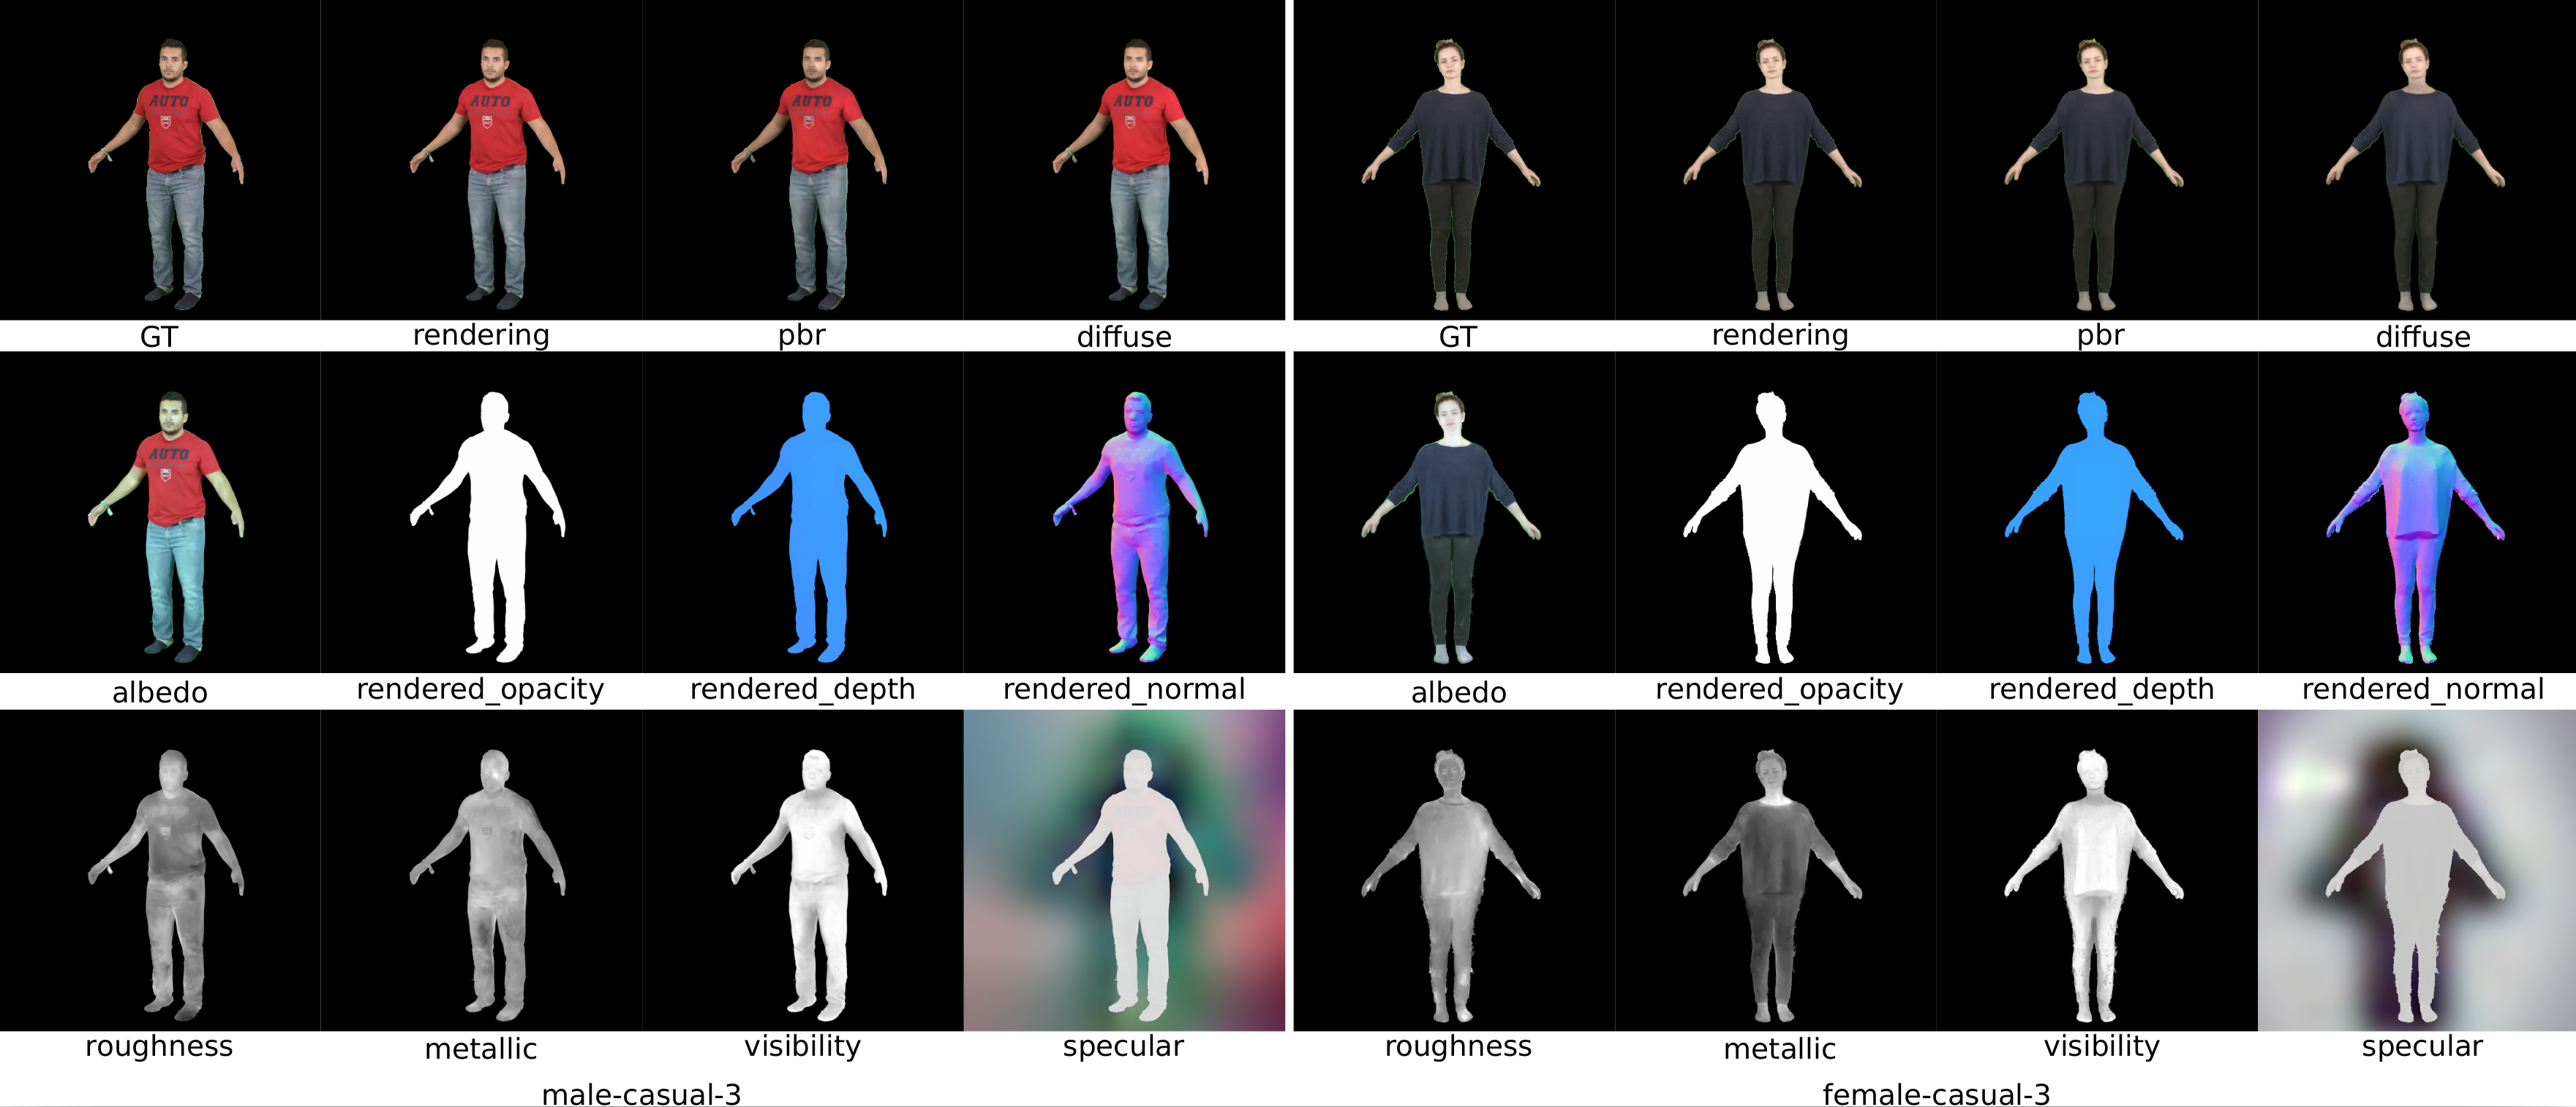 AUTO AUTO AUTO AUTO
GT rendering pbr diffuse GT rendering pbr diffuse
AUTO
albedo rendered_opacity rendered_depth rendered_normal albedo rendered_opacity rendered_depth rendered_normal
roughness metallic visibility specular roughness metallic visibility specular
male-casual-3 female-casual-3